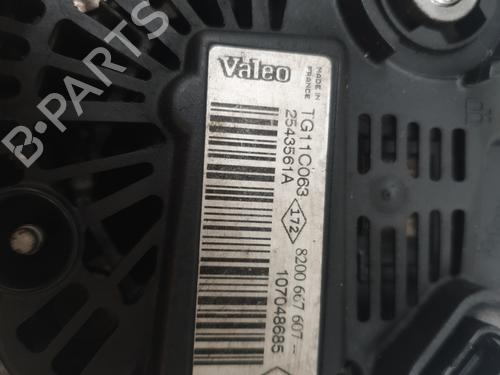 Valeo
MADE IN
FRANCE
TG11C063
2543561A
172
8200 667 607 --
107048685
B+
B-PARTS